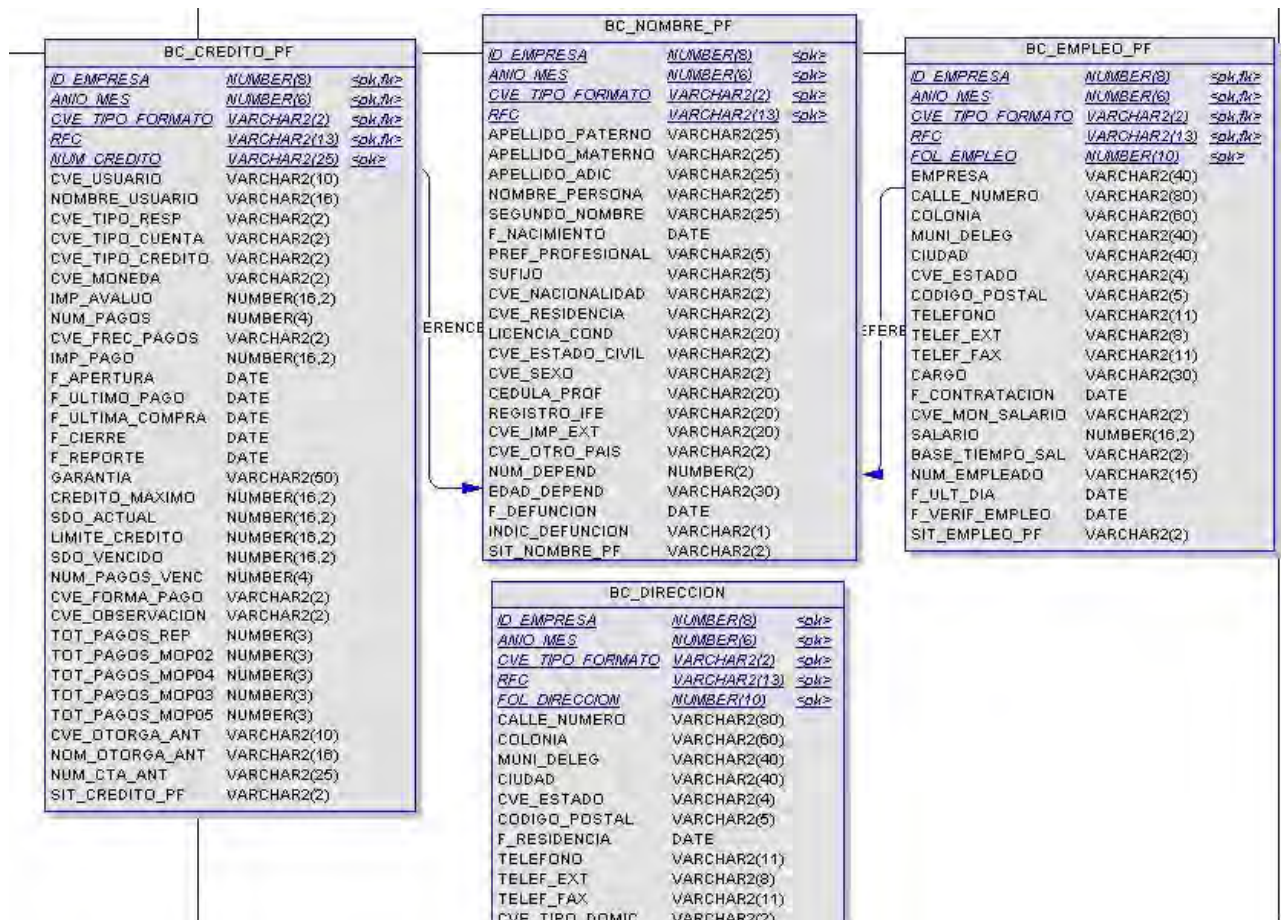 BC_CREDITO_PF
ID_EMPRESA NUMBER(8) <pk,fk>
ANIO_MES NUMBER(6) <pk,fk>
CVE_TIPO_FORMATO VARCHAR2(2) <pk,fk>
RFC VARCHAR2(13) <pk,fk>
NUM_CREDITO VARCHAR2(25) <pk>
CVE_USUARIO VARCHAR2(10)
NOMBRE_USUARIO VARCHAR2(16)
CVE_TIPO_RESP VARCHAR2(2)
CVE_TIPO_CUENTA VARCHAR2(2)
CVE_TIPO_CREDITO VARCHAR2(2)
CVE_MONEDA VARCHAR2(2)
IMP_AVALUO NUMBER(16,2)
NUM_PAGOS NUMBER(4)
CVE_FREC_PAGOS VARCHAR2(2)
IMP_PAGO NUMBER(16,2)
F_APERTURA DATE
F_ULTIMO_PAGO DATE
F_ULTIMA_COMPRA DATE
F_CIERRE DATE
F_REPORTE DATE
GARANTIA VARCHAR2(50)
CREDITO_MAXIMO NUMBER(16,2)
SDO_ACTUAL NUMBER(16,2)
LIMITE_CREDITO NUMBER(16,2)
SDO_VENCIDO NUMBER(16,2)
NUM_PAGOS_VENC NUMBER(4)
CVE_FORMA_PAGO VARCHAR2(2)
CVE_OBSERVACION VARCHAR2(2)
TOT_PAGOS_REP NUMBER(3)
TOT_PAGOS_MOP02 NUMBER(3)
TOT_PAGOS_MOP04 NUMBER(3)
TOT_PAGOS_MOP03 NUMBER(3)
TOT_PAGOS_MOP05 NUMBER(3)
CVE_OTORGA_ANT VARCHAR2(10)
NOM_OTORGA_ANT VARCHAR2(16)
NUM_CTA_ANT VARCHAR2(25)
SIT_CREDITO_PF VARCHAR2(2)
ERENCE
BC_NOMBRE_PF
ID_EMPRESA NUMBER(8) <pk>
ANIO_MES NUMBER(6) <pk>
CVE_TIPO_FORMATO VARCHAR2(2) <pk>
RFC VARCHAR2(13) <pk>
APELLIDO_PATERNO VARCHAR2(25)
APELLIDO_MATERNO VARCHAR2(25)
APELLIDO_ADIC VARCHAR2(25)
NOMBRE_PERSONA VARCHAR2(25)
SEGUNDO_NOMBRE VARCHAR2(25)
F_NACIMIENTO DATE
PREF_PROFESIONAL VARCHAR2(5)
SUFIJO VARCHAR2(5)
CVE_NACIONALIDAD VARCHAR2(2)
CVE_RESIDENCIA VARCHAR2(2)
LICENCIA_COND VARCHAR2(20)
CVE_ESTADO_CIVIL VARCHAR2(2)
CVE_SEXO VARCHAR2(2)
CEDULA_PROF VARCHAR2(20)
REGISTRO_IFE VARCHAR2(20)
CVE_IMP_EXT VARCHAR2(20)
CVE_OTRO_PAIS VARCHAR2(2)
NUM_DEPEND NUMBER(2)
EDAD_DEPEND VARCHAR2(30)
F_DEFUNCION DATE
INDIC_DEFUNCION VARCHAR2(1)
SIT_NOMBRE_PF VARCHAR2(2)
EFERE
BC_EMPLEO_PF
ID_EMPRESA NUMBER(8) <pk,fk>
ANIO_MES NUMBER(6) <pk,fk>
CVE_TIPO_FORMATO VARCHAR2(2) <pk,fk>
RFC VARCHAR2(13) <pk,fk>
FOL_EMPLEO NUMBER(10) <pk>
EMPRESA VARCHAR2(40)
CALLE_NUMERO VARCHAR2(80)
COLONIA VARCHAR2(60)
MUNI_DELEG VARCHAR2(40)
CIUDAD VARCHAR2(40)
CVE_ESTADO VARCHAR2(4)
CODIGO_POSTAL VARCHAR2(5)
TELEFONO VARCHAR2(11)
TELEF_EXT VARCHAR2(8)
TELEF_FAX VARCHAR2(11)
CARGO VARCHAR2(30)
F_CONTRATACION DATE
CVE_MON_SALARIO VARCHAR2(2)
SALARIO NUMBER(16,2)
BASE_TIEMPO_SAL VARCHAR2(2)
NUM_EMPLEADO VARCHAR2(15)
F_ULT_DIA DATE
F_VERIF_EMPLEO DATE
SIT_EMPLEO_PF VARCHAR2(2)
BC_DIRECCION
ID_EMPRESA NUMBER(8) <pk>
ANIO_MES NUMBER(6) <pk>
CVE_TIPO_FORMATO VARCHAR2(2) <pk>
RFC VARCHAR2(13) <pk>
FOL_DIRECCION NUMBER(10) <pk>
CALLE_NUMERO VARCHAR2(80)
COLONIA VARCHAR2(60)
MUNI_DELEG VARCHAR2(40)
CIUDAD VARCHAR2(40)
CVE_ESTADO VARCHAR2(4)
CODIGO_POSTAL VARCHAR2(5)
F_RESIDENCIA DATE
TELEFONO VARCHAR2(11)
TELEF_EXT VARCHAR2(8)
TELEF_FAX VARCHAR2(11)
CVE_TIPO_DOMIC VARCHAR2(2)